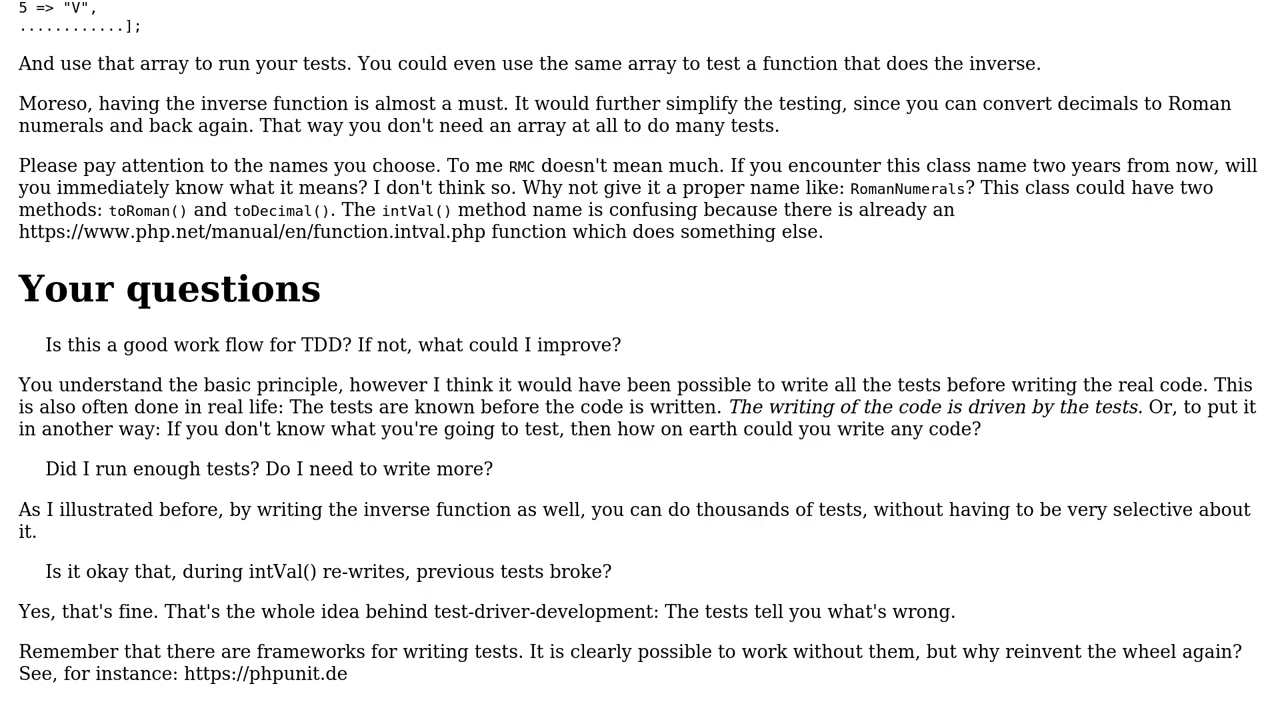 5 => "V",
............];
And use that array to run your tests. You could even use the same array to test a function that does the inverse.
Moreso, having the inverse function is almost a must. It would further simplify the testing, since you can convert decimals to Roman
numerals and back again. That way you don't need an array at all to do many tests.
Please pay attention to the names you choose. To me RMC doesn't mean much. If you encounter this class name two years from now, will
you immediately know what it means? I don't think so. Why not give it a proper name like: RomanNumerals? This class could have two
methods: toRoman() and toDecimal(). The intVal() method name is confusing because there is already an
https://www.php.net/manual/en/function.intval.php function which does something else.
Your questions
Is this a good work flow for TDD? If not, what could I improve?
You understand the basic principle, however I think it would have been possible to write all the tests before writing the real code. This
is also often done in real life: The tests are known before the code is written. The writing of the code is driven by the tests. Or, to put it
in another way: If you don't know what you're going to test, then how on earth could you write any code?
Did I run enough tests? Do I need to write more?
As I illustrated before, by writing the inverse function as well, you can do thousands of tests, without having to be very selective about
it.
Is it okay that, during intVal() re-writes, previous tests broke?
Yes, that's fine. That's the whole idea behind test-driver-development: The tests tell you what's wrong.
Remember that there are frameworks for writing tests. It is clearly possible to work without them, but why reinvent the wheel again?
See, for instance: https://phpunit.de